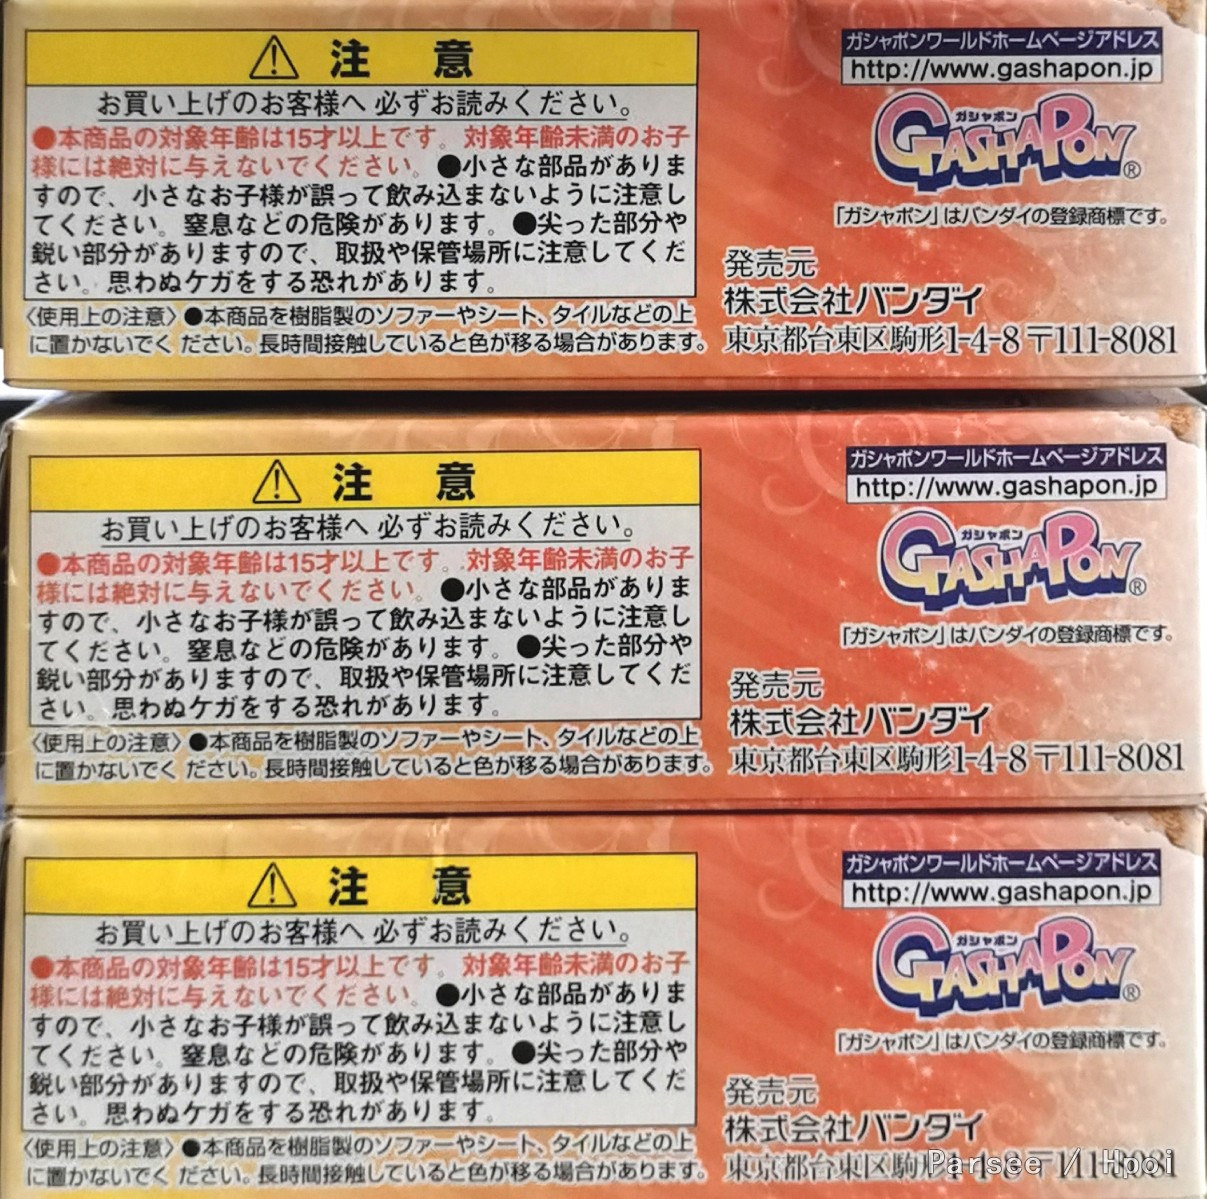 注 意
お買い上げのお客様へ 必ずお読みください。
●本商品の対象年齢は15才以上です。対象年齢未満のお子
様には絶対に与えないでください。●小さな部品がありま
すので、小さなお子様が誤って飲み込まないように注意し
てください。窒息などの危険があります。●尖った部分や
鋭い部分がありますので、取扱や保管場所に注意してくだ
さい。思わぬケガをする恐れがあります。
〈使用上の注意〉●本商品を樹脂製のソファーやシート、タイルなどの上
に置かないでく ださい。長時間接触していると色が移る場合があります。
ガシャポンワールドホームページアドレス
http://www.gashapon.jp
ガシャポン
GASHAPON®
「ガシャポン」はバンダイの登録商標です。
発売元
株式会社バンダイ
東京都台東区駒形1-4-8 〒111-8081
注 意
お買い上げのお客様へ 必ずお読みください。
●本商品の対象年齢は15才以上です。対象年齢未満のお子
様には絶対に与えないでください。●小さな部品がありま
すので、小さなお子様が誤って飲み込まないように注意し
てください。窒息などの危険があります。●尖った部分や
鋭い部分がありますので、取扱や保管場所に注意してくだ
さい。思わぬケガをする恐れがあります。
〈使用上の注意〉●本商品を樹脂製のソファーやシート、タイルなどの上
に置かないでく ださい。長時間接触していると色が移る場合があります。
ガシャポンワールドホームページアドレス
http://www.gashapon.jp
ガシャポン
GASHAPON®
「ガシャポン」はバンダイの登録商標です。
発売元
株式会社バンダイ
東京都台東区駒形1-4-8 〒111-8081
注 意
お買い上げのお客様へ 必ずお読みください。
●本商品の対象年齢は15才以上です。対象年齢未満のお子
様には絶対に与えないでください。●小さな部品がありま
すので、小さなお子様が誤って飲み込まないように注意し
てください。窒息などの危険があります。●尖った部分や
鋭い部分がありますので、取扱や保管場所に注意してくだ
さい。思わぬケガをする恐れがあります。
〈使用上の注意〉●本商品を樹脂製のソファーやシート、タイルなどの上
に置かないでく ださい。長時間接触していると色が移る場合があります。
ガシャポンワールドホームページアドレス
http://www.gashapon.jp
ガシャポン
GASHAPON®
「ガシャポン」はバンダイの登録商標です。
発売元
株式会社バンダイ
東京都台東区駒形1-4-8 〒111-8081
Parsee / Hpoi